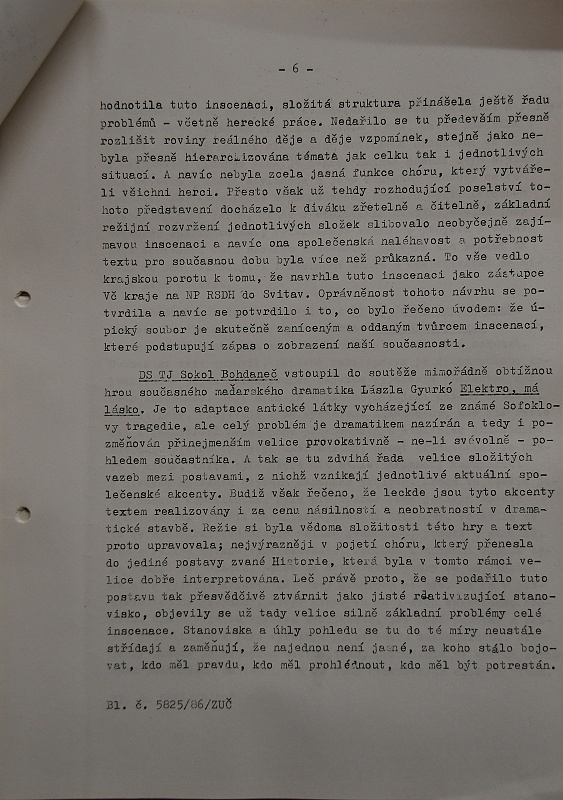 - 6 -
hodnotila tuto inscenaci, složitá struktura přinášela ještě řadu
problémů - včetně herecké práce. Nedařilo se tu především přesně
rozlišit roviny reálného děje a děje vzpomínek, stejně jako ne-
byla přesně hierarchizována témata jak celku tak i jednotlivých
situací. A navíc nebyla zcela jasná funkce chóru, který vytváře-
li všichni herci. Přesto však už tehdy rozhodující poselství to-
hoto představení docházelo k diváku zřetelně a čitelně, základní
režijní rozvržení jednotlivých složek slibovalo neobyčejně zají-
mavou inscenaci a navíc ona společenská naléhavost a potřebnost
textu pro současnou dobu byla více než průkazná. To vše vedlo
krajskou porotu k tomu, že navrhla tuto inscenaci jako zástupce
Vč kraje na NP RSDH do Svitav. Oprávněnost tohoto návrhu se po-
tvrdila a navíc se potvrdilo i to, co bylo řečeno úvodem: že ú-
pický soubor je skutečně zaníceným a oddaným tvůrcem inscenací,
které podstupují zápas o zobrazení naší současnosti.
DS TJ Sokol Bohdaneč vstoupil do soutěže mimořádně obtížnou
hrou současného maďarského dramatika Lászla Gyurkó Elektro, má
lásko. Je to adaptace antické látky vycházející ze známé Sofoklo-
vy tragedie, ale celý problém je dramatikem nazírán a tedy i po-
změňován přinejmenším velice provokativně - ne-li svévolně - po-
hledem součastníka. A tak se tu zdvihá řada velice složitých
vazeb mezi postavami, z nichž vznikají jednotlivé aktuální spo-
lečenské akcenty. Budiž však řečeno, že leckde jsou tyto akcenty
textem realizovány i za cenu násilností a neobratností v drama-
tické stavbě. Režie si byla vědoma složitosti této hry a text
proto upravovala; nejvýrazněji v pojetí chóru, který přenesla
do jediné postavy zvané Historie, která byla v tomto rámci ve-
lice dobře interpretována. Leč právě proto, že se podařilo tuto
postavu tak přesvědčivě ztvárnit jako jisté relativizující stano-
visko, objevily se už tady velice silně základní problémy celé
inscenace. Stanoviska a úhly pohledu se tu do té míry neustále
střídají a zaměňují, že najednou není jasné, za koho stálo bojo-
vat, kdo měl pravdu, kdo měl prohlédnout, kdo měl být potrestán.
Bl. č. 5825/86/ZUČ